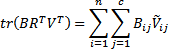 tr(BR^T V^T) = \sum_{i=1}^{n} \sum_{j=1}^{c} B_{ij} \tilde{V}_{ij}